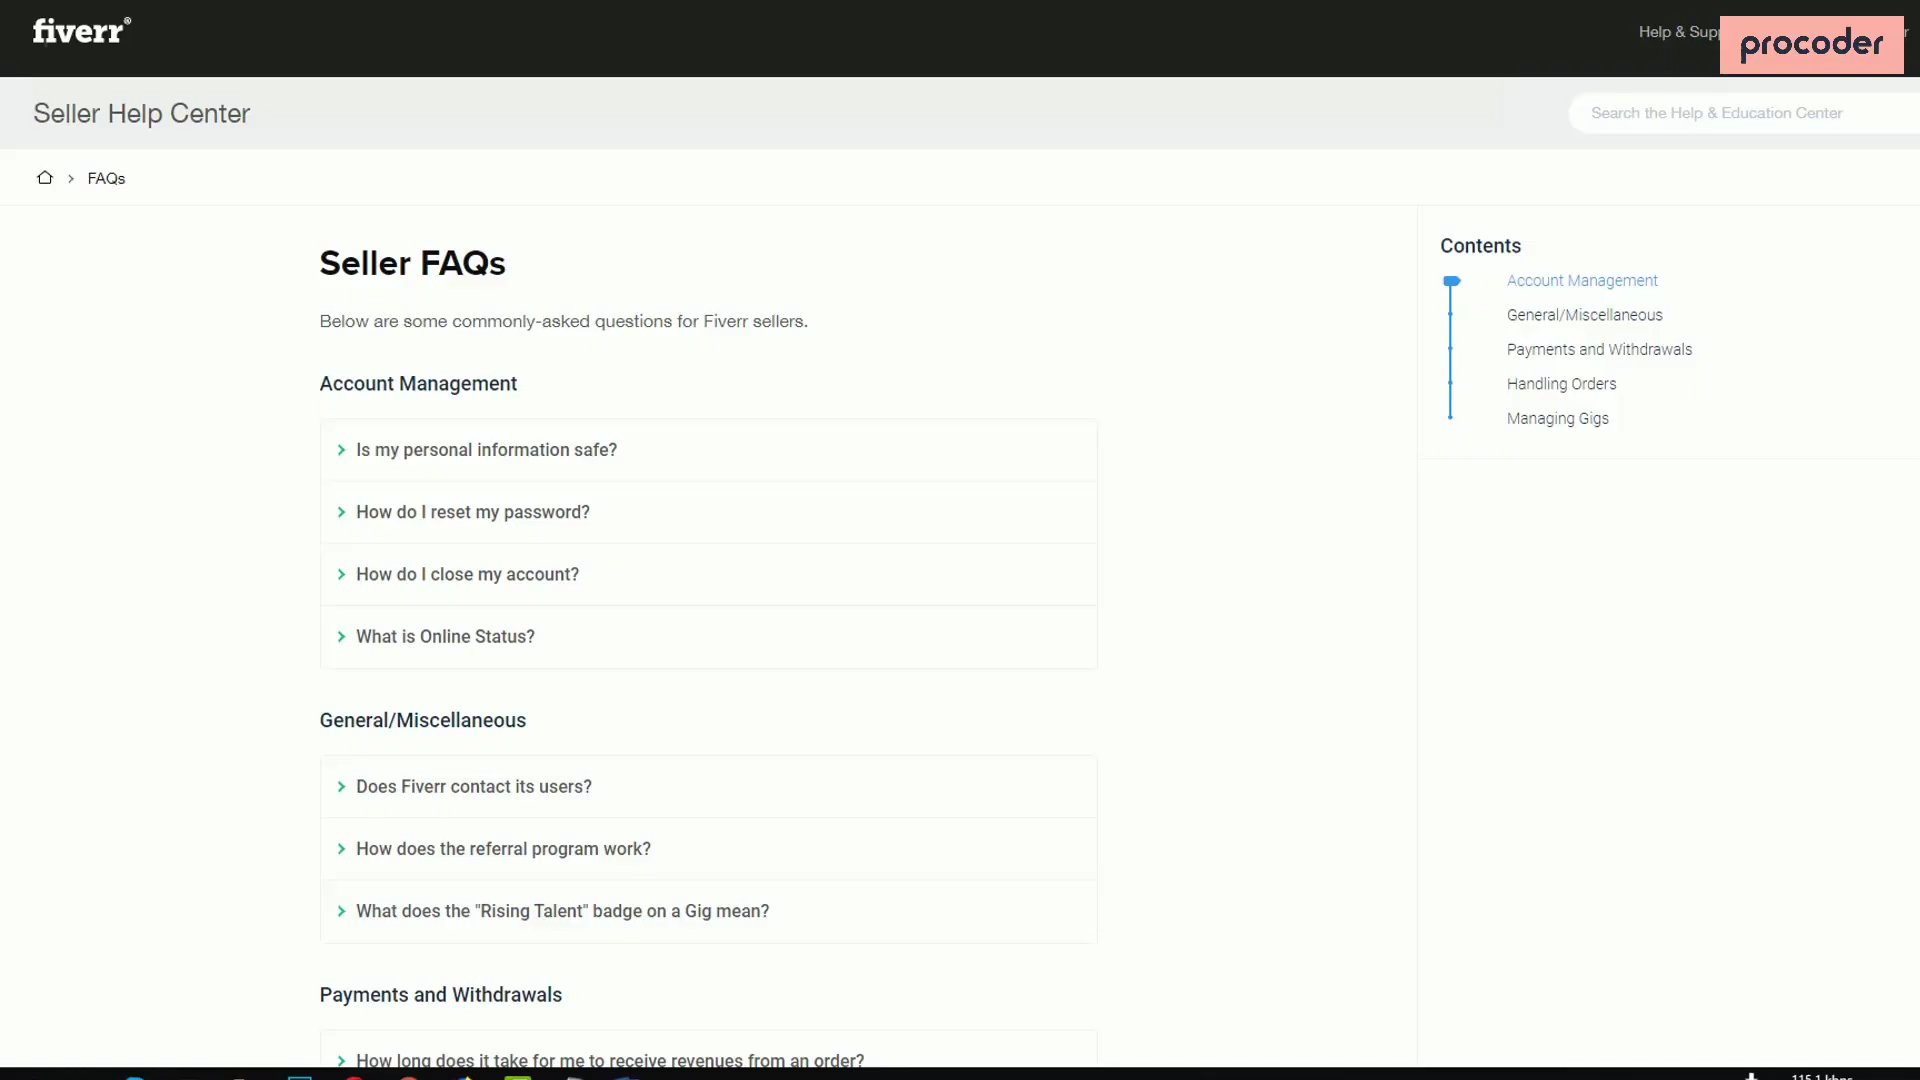 fiverr®
Help & Supp
procoder
r
Seller Help Center
Search the Help & Education Center
FAQs
Seller FAQs
Below are some commonly-asked questions for Fiverr sellers.
Account Management
Is my personal information safe?
How do I reset my password?
How do I close my account?
What is Online Status?
General/Miscellaneous
Does Fiverr contact its users?
How does the referral program work?
What does the "Rising Talent" badge on a Gig mean?
Payments and Withdrawals
How long does it take for me to receive revenues from an order?
Contents
Account Management
General/Miscellaneous
Payments and Withdrawals
Handling Orders
Managing Gigs